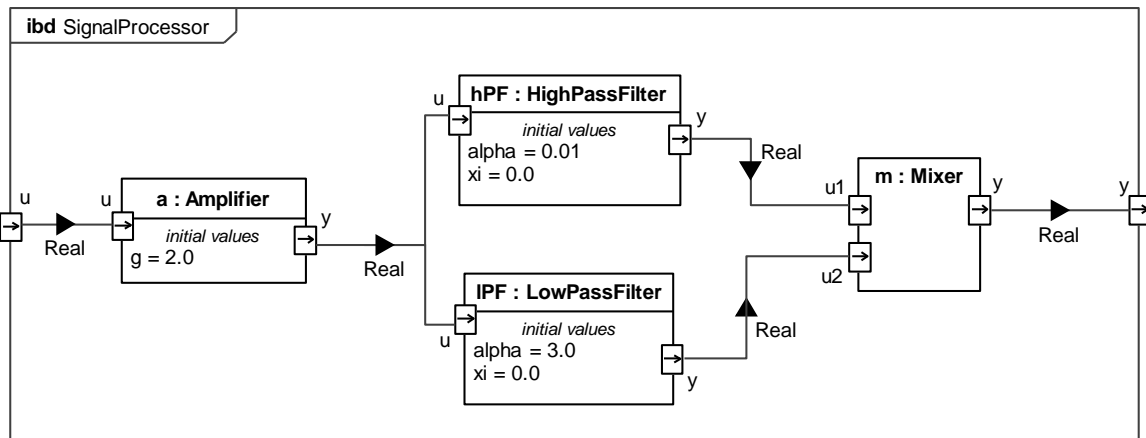 ibd SignalProcessor
u
Real
u
a : Amplifier
initial values
g = 2.0
y
Real
u
hPF : HighPassFilter
initial values
alpha = 0.01
xi = 0.0
y
Real
u
lPF : LowPassFilter
initial values
alpha = 3.0
xi = 0.0
y
Real
u1
u2
m : Mixer
y
Real
y